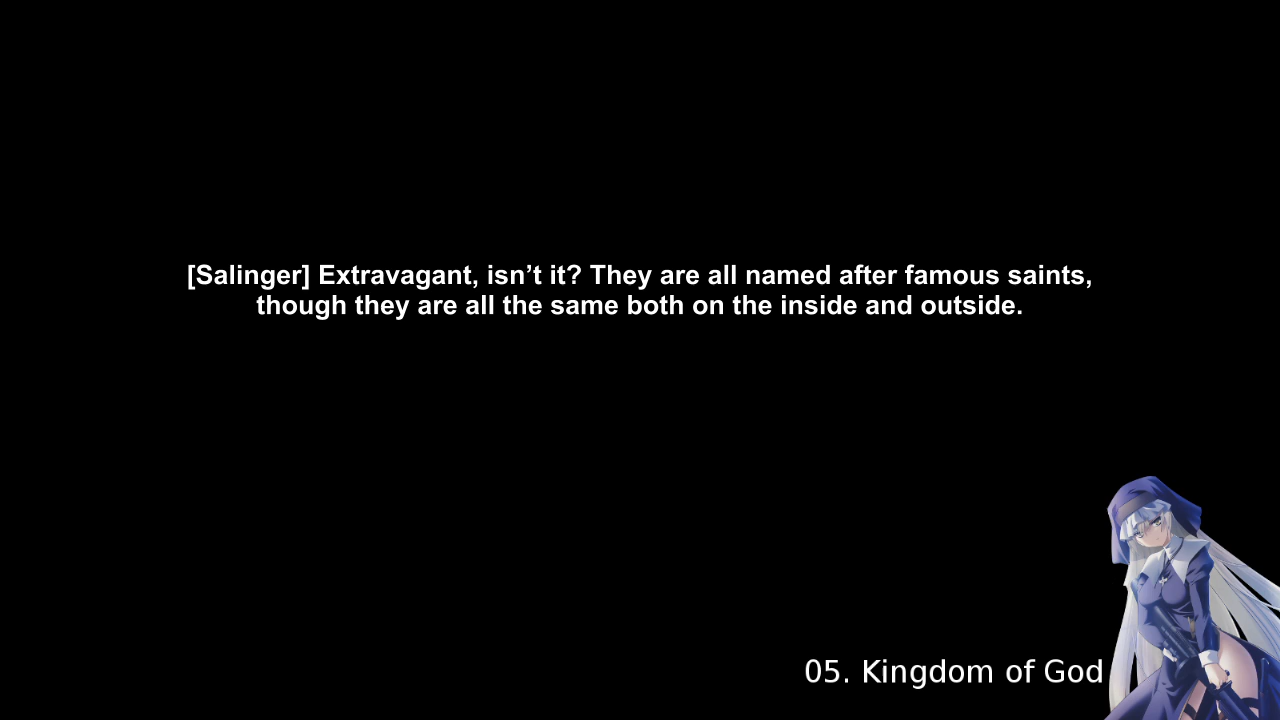 [Salinger] Extravagant, isn’t it? They are all named after famous saints,
though they are all the same both on the inside and outside.
05. Kingdom of God